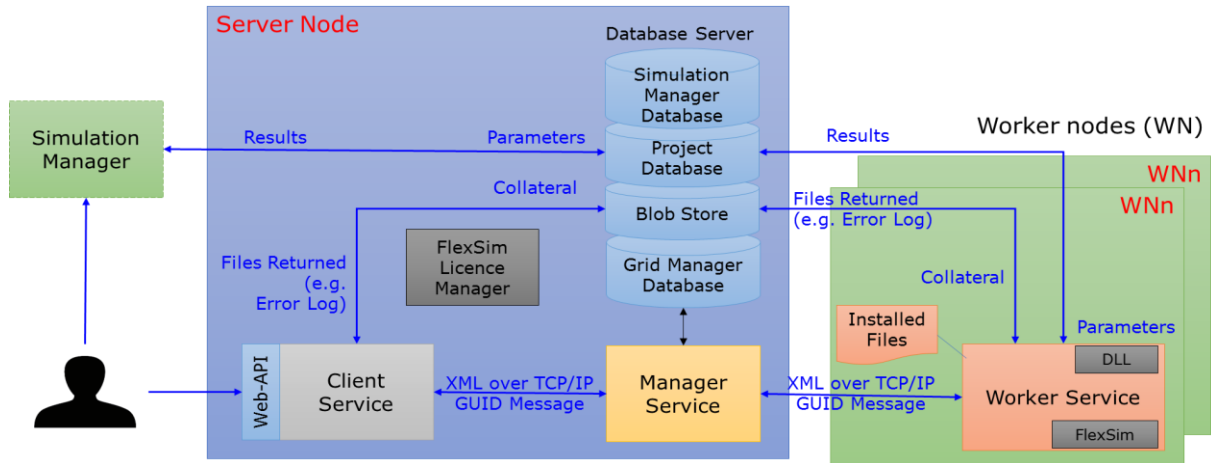 Server Node
Database Server
Simulation
Manager
Database
Simulation
Manager
Results
Parameters
Project
Database
Results
Worker nodes (WN)
WNn
WNn
Collateral
Blob Store
Files Returned
(e.g. Error Log)
FlexSim
Licence
Manager
Files Returned
(e.g.
Error Log)
Grid Manager
Database
Collateral
Installed
Files
Parameters
DLL
Web-API
Client
Service
XML over TCP/IP
GUID Message
Manager
Service
XML over TCP/IP
GUID Message
Worker Service
FlexSim